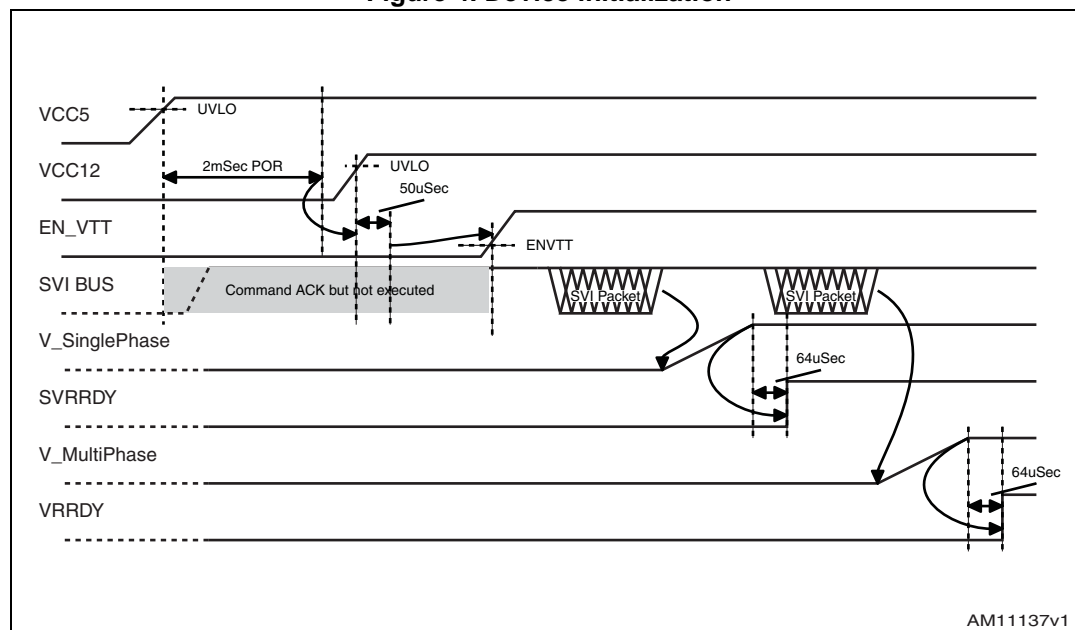 Figure 4. Device initialization
VCC5
UVLO
VCC12
2mSec POR
UVLO
50uSec
EN_VTT
ENVTT
SVI BUS
Command ACK but not executed
SVI Packet
SVI Packet
V_SinglePhase
64uSec
SVRRDY
V_MultiPhase
64uSec
VRRDY
AM11137v1